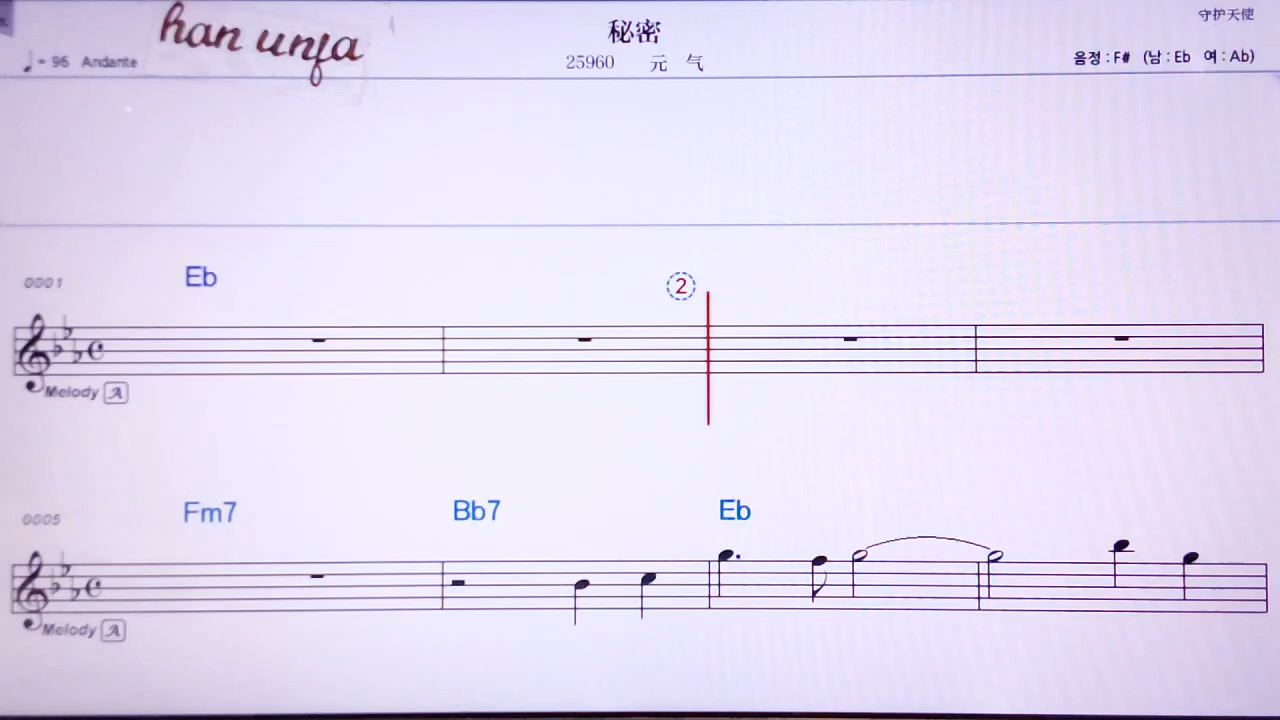 han unja
秘密
守护天使
♩= 96 Andante
25960 元 气
음정 : F# (남 : Eb 여 : Ab)
0001
Eb
2
Melody A
0005
Fm7 Bb7 Eb
Melody A